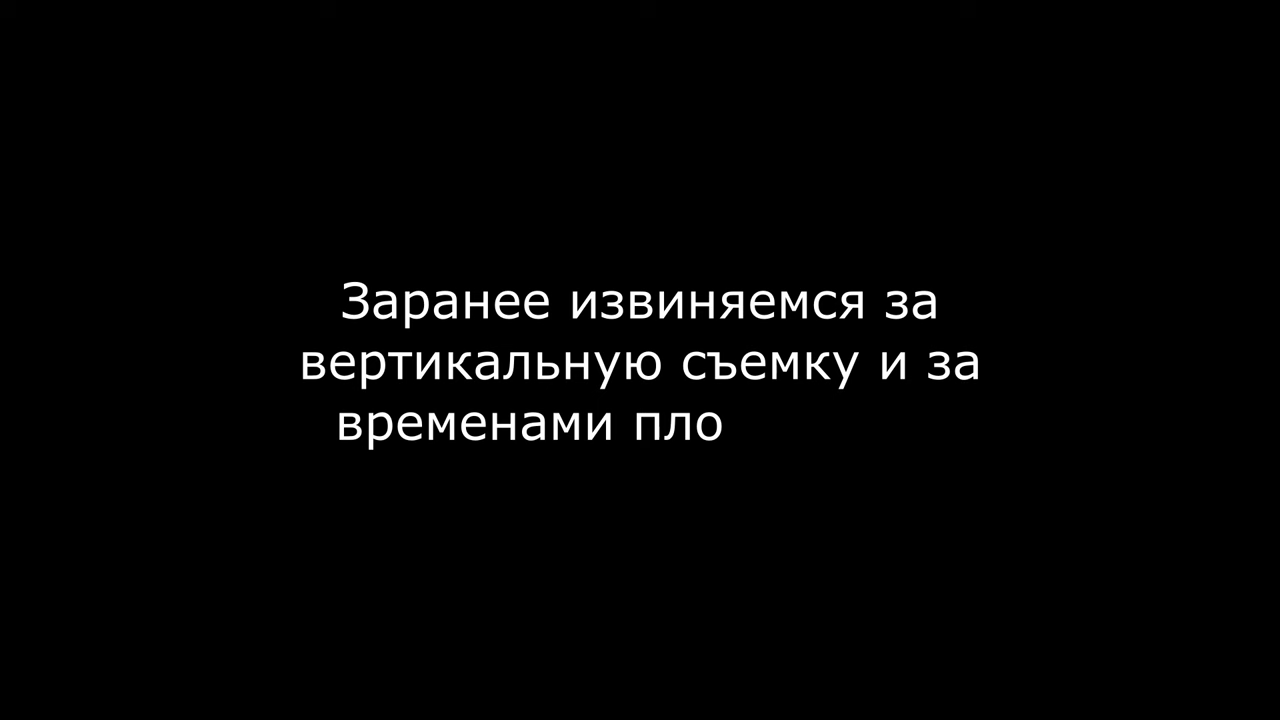 Заранее извиняемся за
вертикальную съемку и за
временами пло